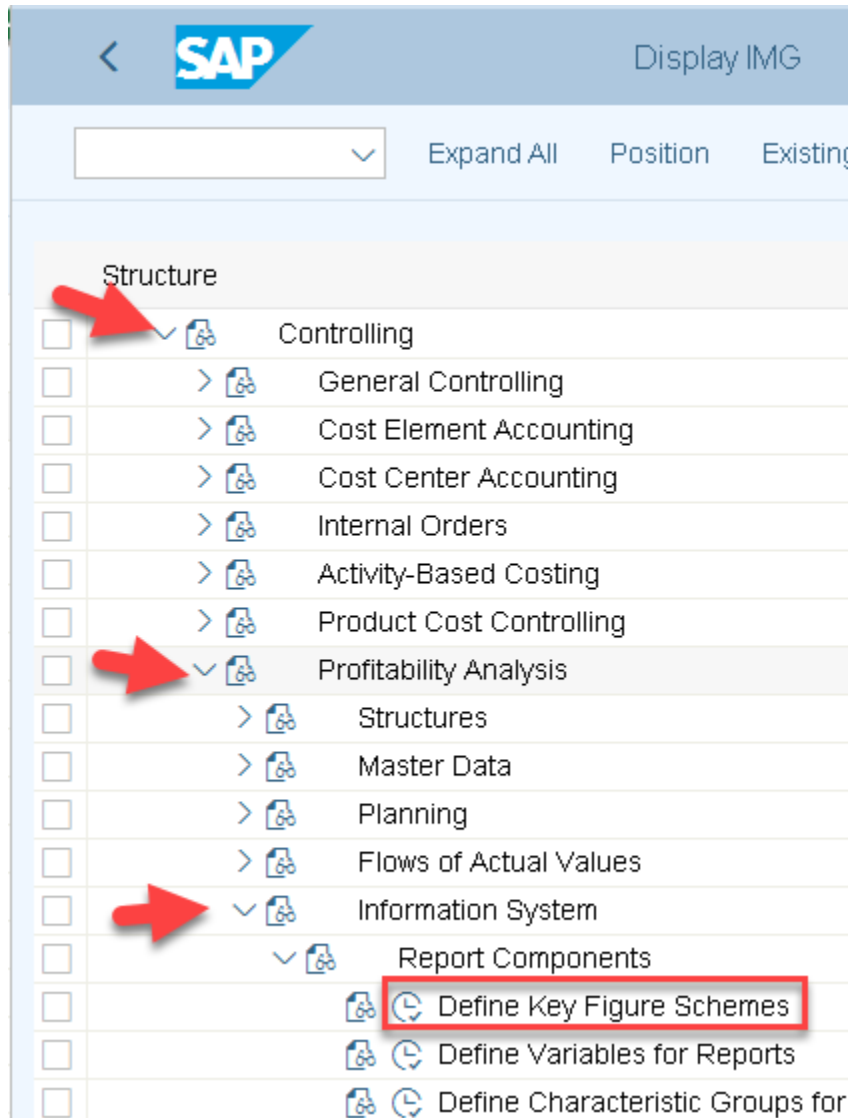 SAP Display IMG
Expand All Position Existing
Structure
Controlling
General Controlling
Cost Element Accounting
Cost Center Accounting
Internal Orders
Activity-Based Costing
Product Cost Controlling
Profitability Analysis
Structures
Master Data
Planning
Flows of Actual Values
Information System
Report Components
Define Key Figure Schemes
Define Variables for Reports
Define Characteristic Groups for